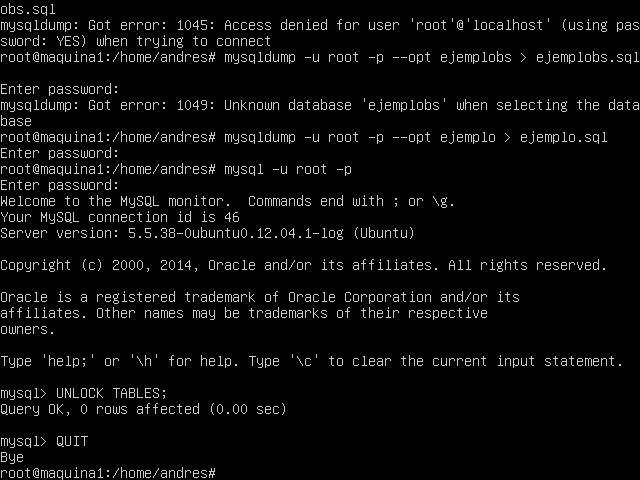 obs.sql
mysqldump: Got error: 1045: Access denied for user 'root'@'localhost' (using pas
sword: YES) when trying to connect
root@maquina1:/home/andres# mysqldump -u root -p --opt ejemplobs > ejemplobs.sql
Enter password:
mysqldump: Got error: 1049: Unknown database 'ejemplobs' when selecting the data
base
root@maquina1:/home/andres# mysqldump -u root -p --opt ejemplo > ejemplo.sql
Enter password:
root@maquina1:/home/andres# mysql -u root -p
Enter password:
Welcome to the MySQL monitor.  Commands end with ; or \g.
Your MySQL connection id is 46
Server version: 5.5.38-0ubuntu0.12.04.1-log (Ubuntu)
Copyright (c) 2000, 2014, Oracle and/or its affiliates. All rights reserved.
Oracle is a registered trademark of Oracle Corporation and/or its
affiliates. Other names may be trademarks of their respective
owners.
Type 'help;' or '\h' for help. Type '\c' to clear the current input statement.
mysql> UNLOCK TABLES;
Query OK, 0 rows affected (0.00 sec)
mysql> QUIT
Bye
root@maquina1:/home/andres#